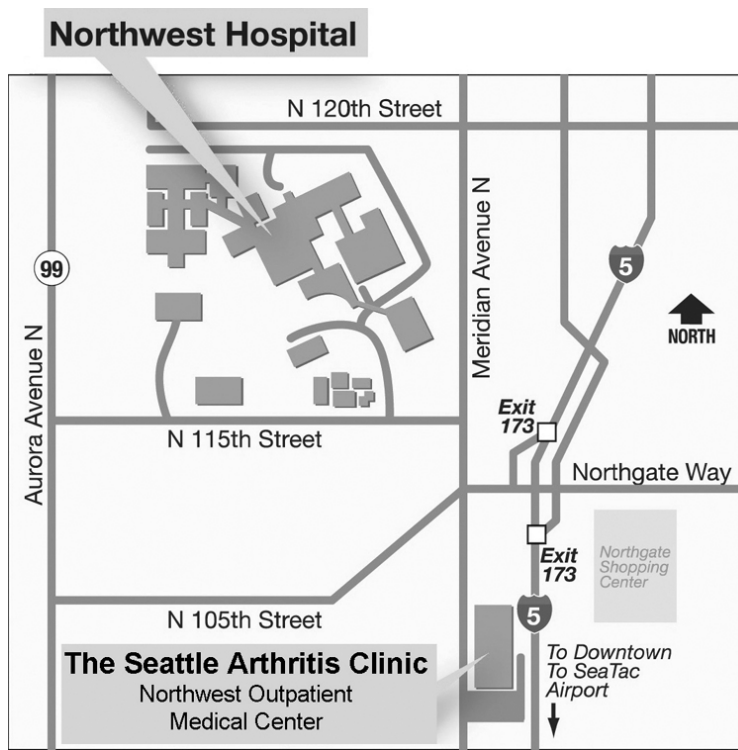 Northwest Hospital
N 120th Street
99
Aurora Avenue N
Meridian Avenue N
5
NORTH
Exit
173
N 115th Street
Northgate Way
Exit
173
Northgate
Shopping
Center
N 105th Street
5
The Seattle Arthritis Clinic
Northwest Outpatient
Medical Center
To Downtown
To SeaTac
Airport